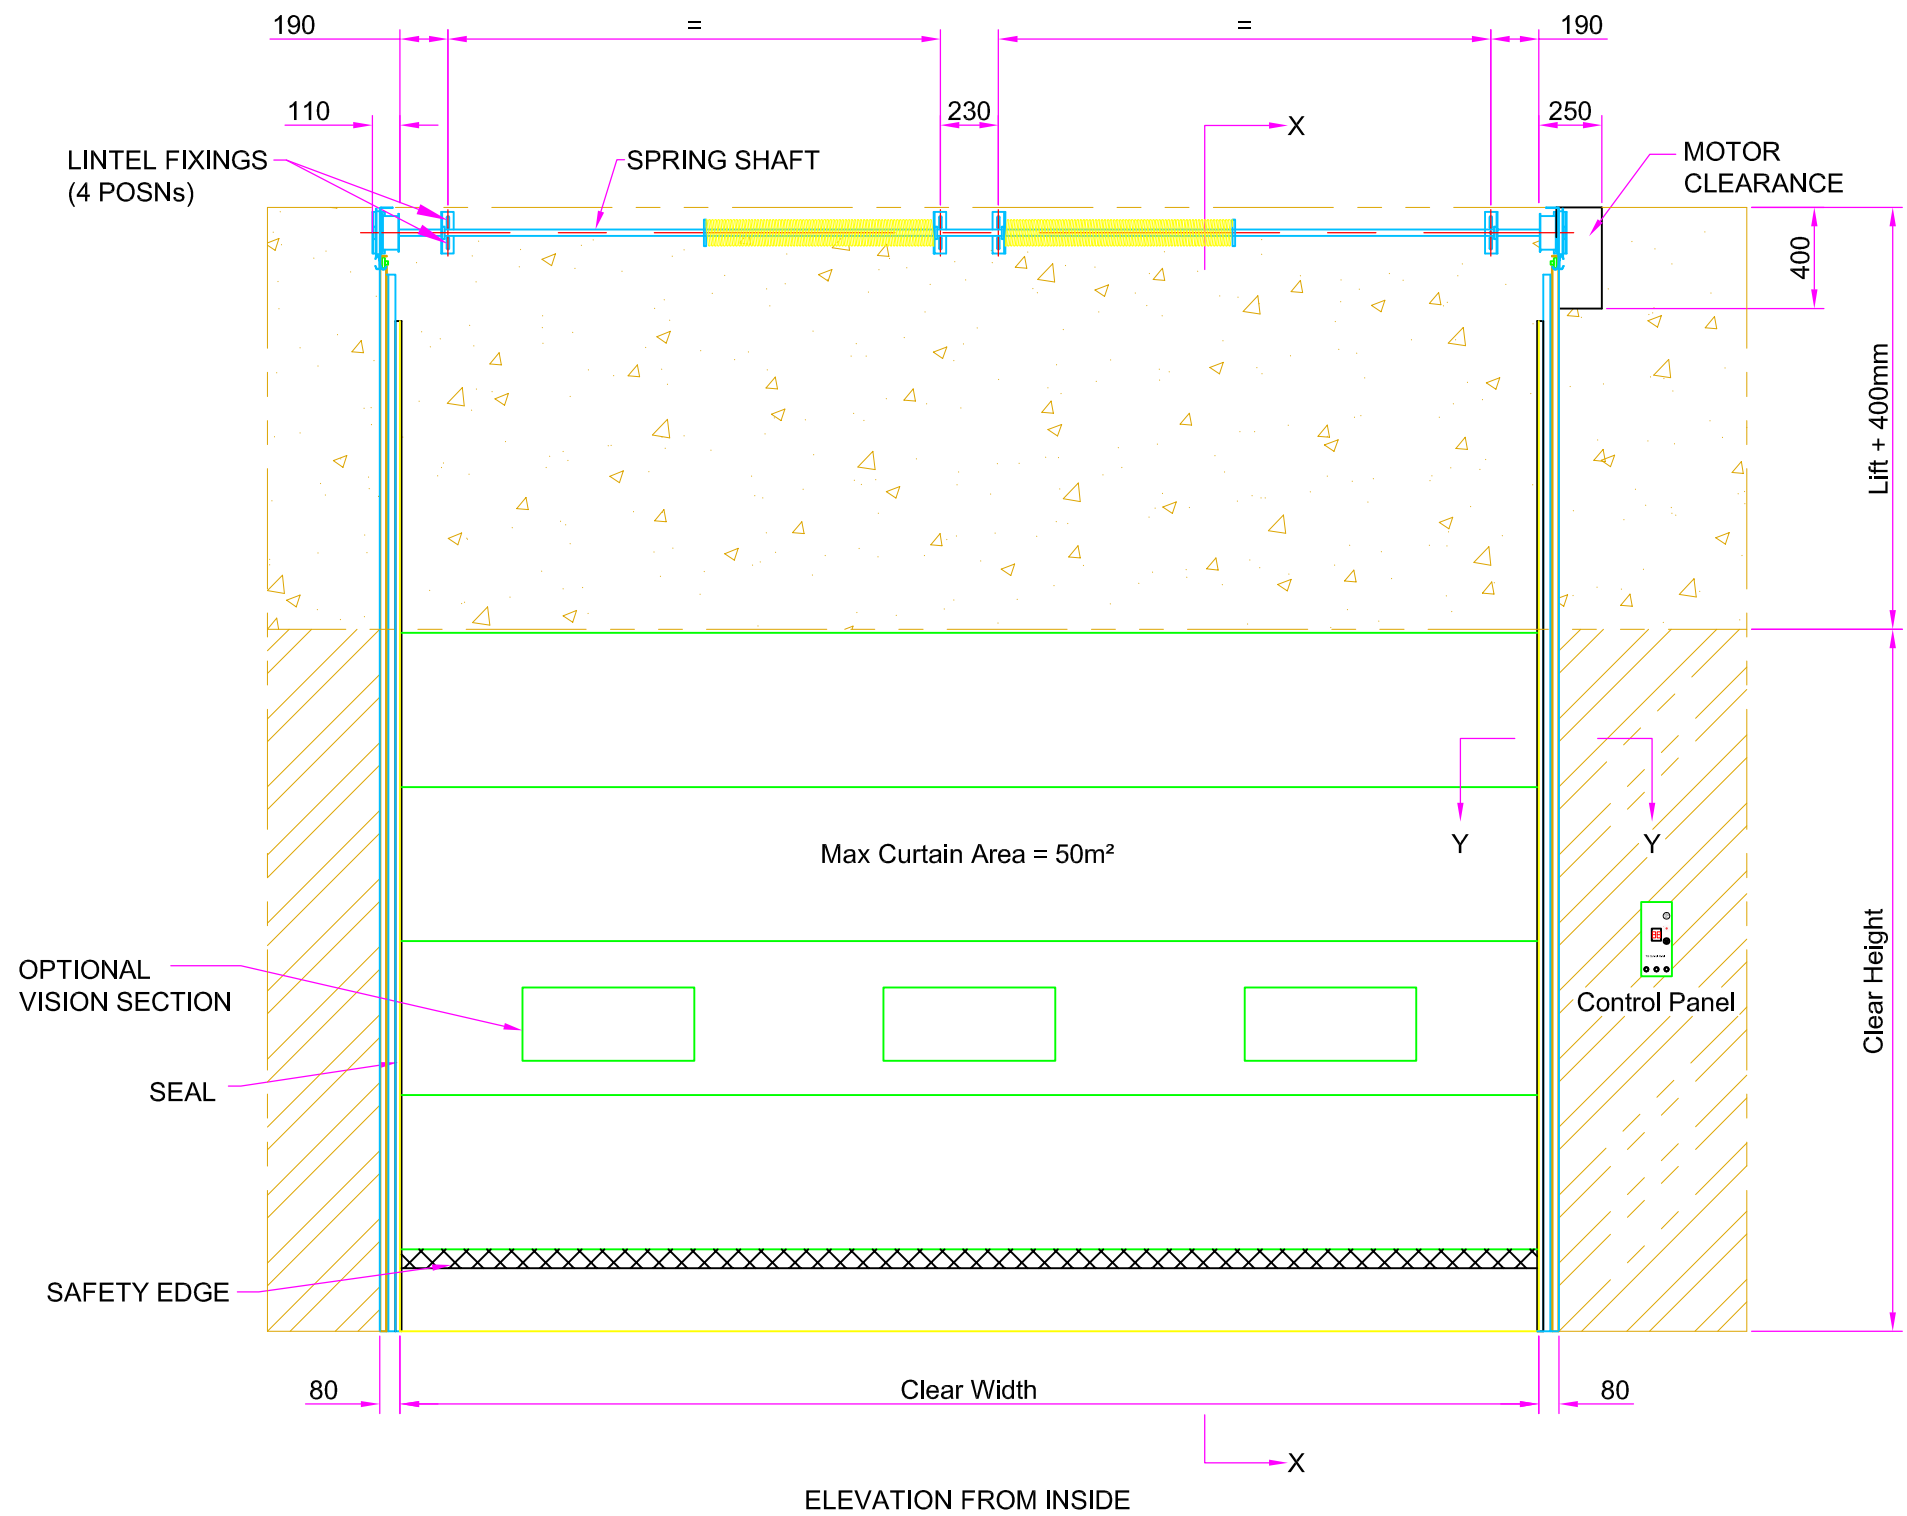 190
=
=
190
110
230
X
250
LINTEL FIXINGS
(4 POSNs)
SPRING SHAFT
MOTOR
CLEARANCE
400
Lift + 400mm
Max Curtain Area = 50m²
Y
Y
Clear Height
OPTIONAL
VISION SECTION
Control Panel
SEAL
SAFETY EDGE
80
Clear Width
80
X
ELEVATION FROM INSIDE